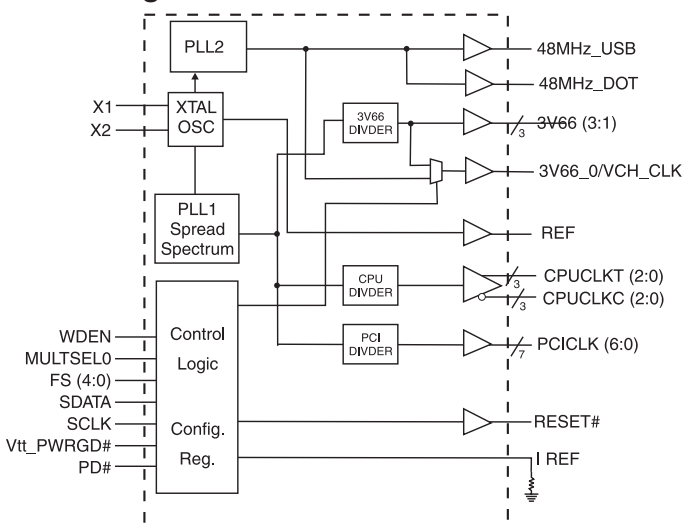 PLL2
48MHz_USB
48MHz_DOT
X1
X2
XTAL
OSC
3V66
DIVDER
3
3V66 (3:1)
3V66_0/VCH_CLK
PLL1
Spread
Spectrum
REF
CPU
DIVDER
3
CPUCLKT (2:0)
3
CPUCLKC (2:0)
PCI
DIVDER
7
PCICLK (6:0)
WDEN
MULTSEL0
FS (4:0)
SDATA
SCLK
Vtt_PWRGD#
PD#
Control
Logic
Config.
Reg.
RESET#
I REF